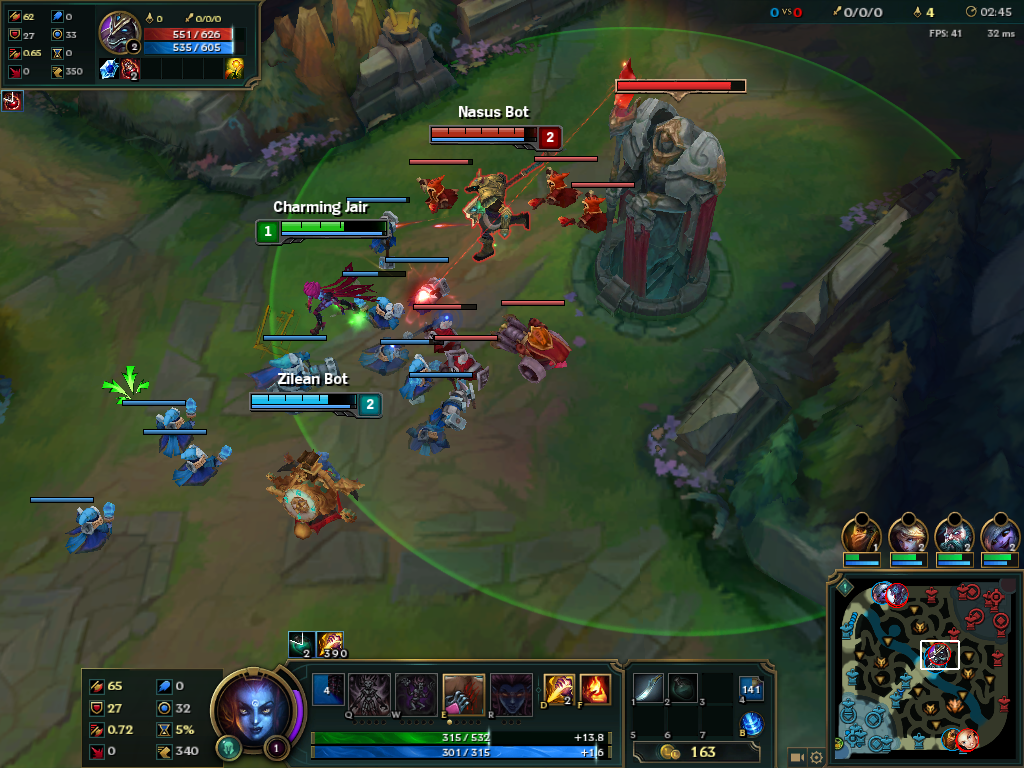 62 0
27 33
0.65 0
0 350
2
0 0/0/0
551 / 626
535 / 605
2
0 vs 0 0/0/0 4 02:45
FPS: 41 32 ms
Nasus Bot
2
Charming Jair
1
Zilean Bot
2
1 2 2 2
2 390
65 0
27 32
0.72 5%
0 340
1
4 Q W E R D 2 F
315 / 532 +13.8
301 / 315 +1.6
1 2 3 141 4
5 6 7 B
163